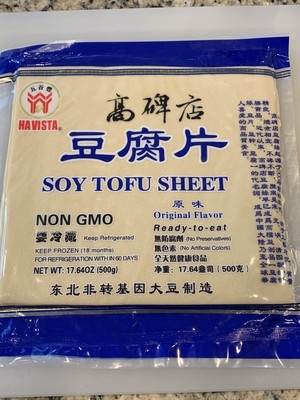 五谷豐
HAVISTA®
高碑店
豆腐片
SOY TOFU SHEET
NON GMO
要冷藏 Keep Refrigerated
KEEP FROZEN (18 months)
FOR REFRIGERATION WITH IN 60 DAYS
NET WT: 17.64OZ (500g)
原味
Original Flavor
Ready-to-eat
無防腐劑 (No Preservatives)
無色素 (No Artificial Colors)
全天然健康食品
净重: 17.64盎司 (500克)
东北非转基因大豆制造